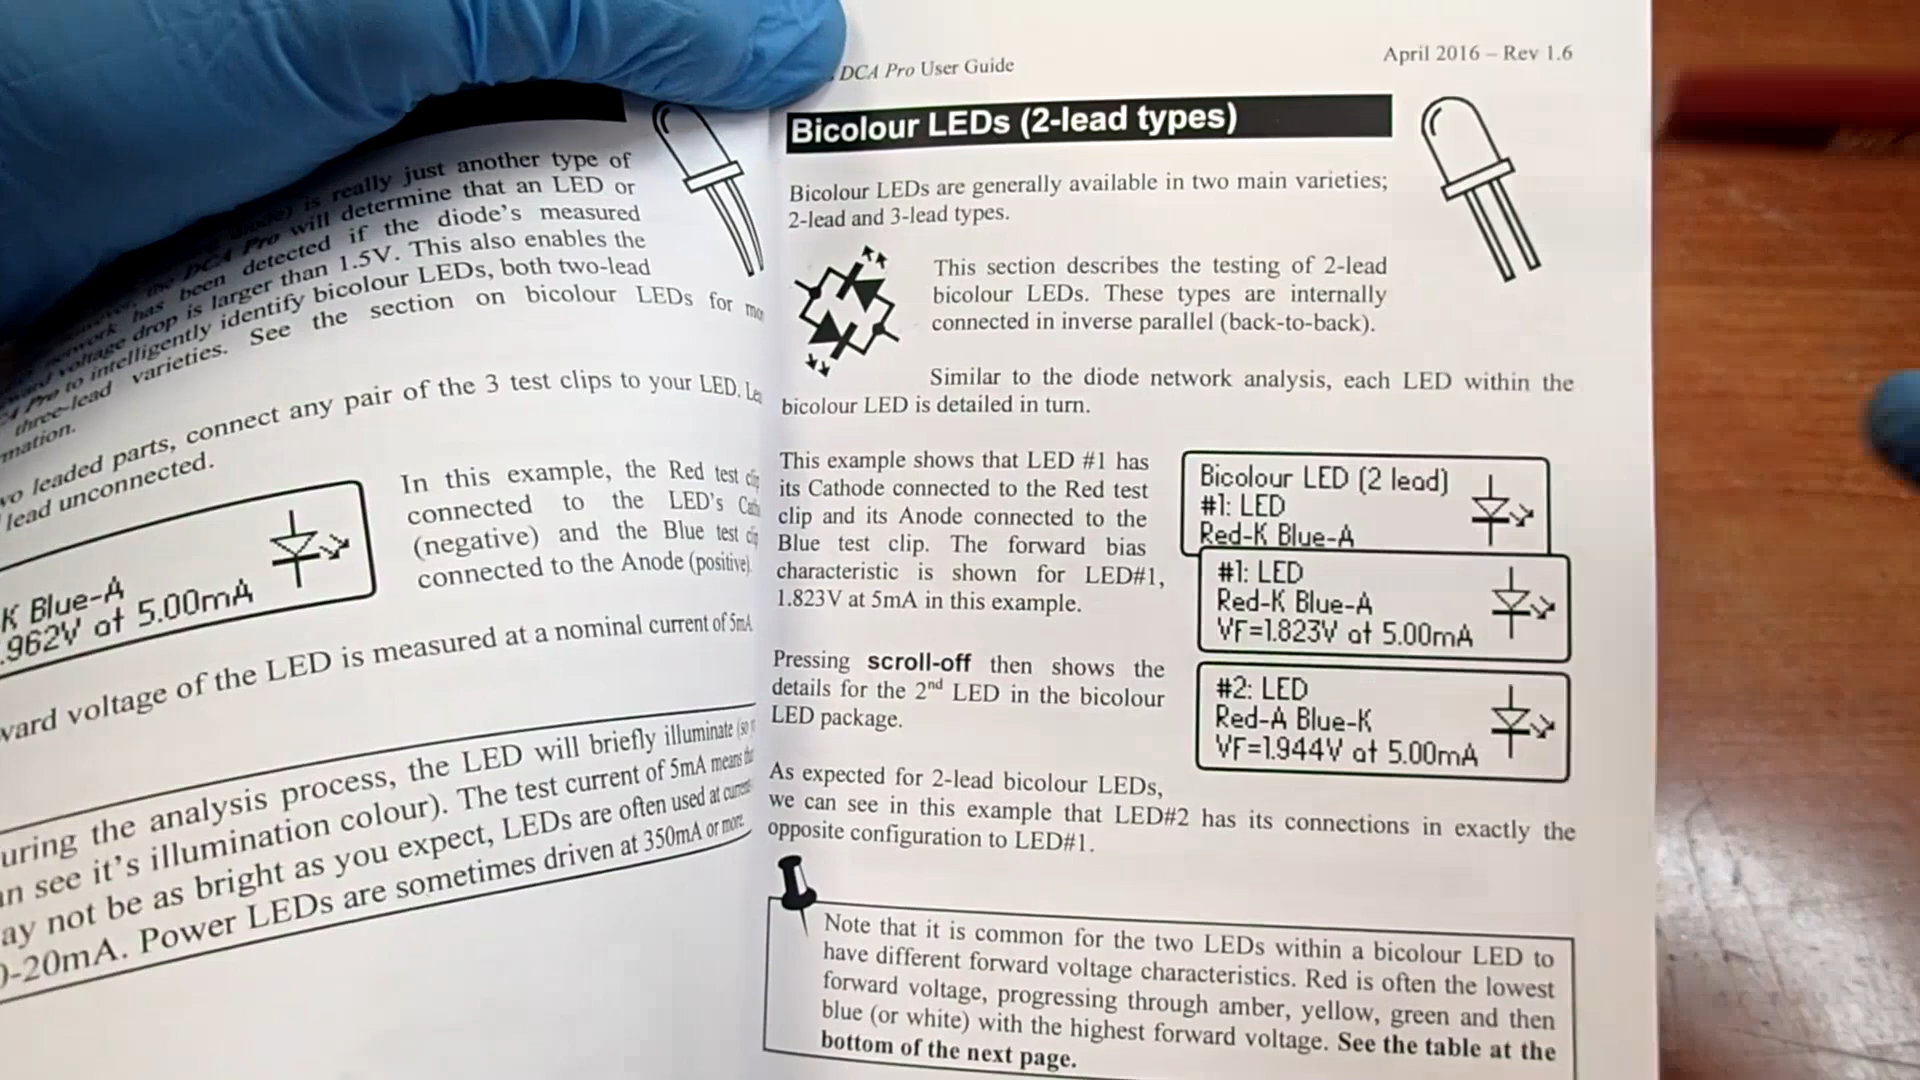 is really just another type of
DCA Pro will determine that an LED or
has been detected if the diode's measured
voltage drop is larger than 1.5V. This also enables the
Pro to intelligently identify bicolour LEDs, both two-lead
three-lead varieties. See the section on bicolour LEDs for
leaded parts, connect any pair of the 3 test clips to your LED.
lead unconnected.
K Blue-A
.962V at 5.00mA
In this example, the Red test
connected to the LED's
(negative) and the Blue test
connected to the Anode (positive).
voltage of the LED is measured at a nominal current of 5mA
the analysis process, the LED will briefly illuminate (so
see it's illumination colour). The test current of 5mA means
not be as bright as you expect, LEDs are often used at
-20mA. Power LEDs are sometimes driven at 350mA or more.
DCA Pro User Guide
April 2016 – Rev 1.6
Bicolour LEDs (2-lead types)
Bicolour LEDs are generally available in two main varieties;
2-lead and 3-lead types.
This section describes the testing of 2-lead
bicolour LEDs. These types are internally
connected in inverse parallel (back-to-back).
Similar to the diode network analysis, each LED within the
bicolour LED is detailed in turn.
This example shows that LED #1 has
its Cathode connected to the Red test
clip and its Anode connected to the
Blue test clip. The forward bias
characteristic is shown for LED#1,
1.823V at 5mA in this example.
Bicolour LED (2 lead)
#1: LED
Red-K Blue-A
#1: LED
Red-K Blue-A
VF=1.823V at 5.00mA
Pressing scroll-off then shows the
details for the 2nd LED in the bicolour
LED package.
#2: LED
Red-A Blue-K
VF=1.944V at 5.00mA
As expected for 2-lead bicolour LEDs,
we can see in this example that LED#2 has its connections in exactly the
opposite configuration to LED#1.
Note that it is common for the two LEDs within a bicolour LED to
have different forward voltage characteristics. Red is often the lowest
forward voltage, progressing through amber, yellow, green and then
blue (or white) with the highest forward voltage. See the table at the
bottom of the next page.